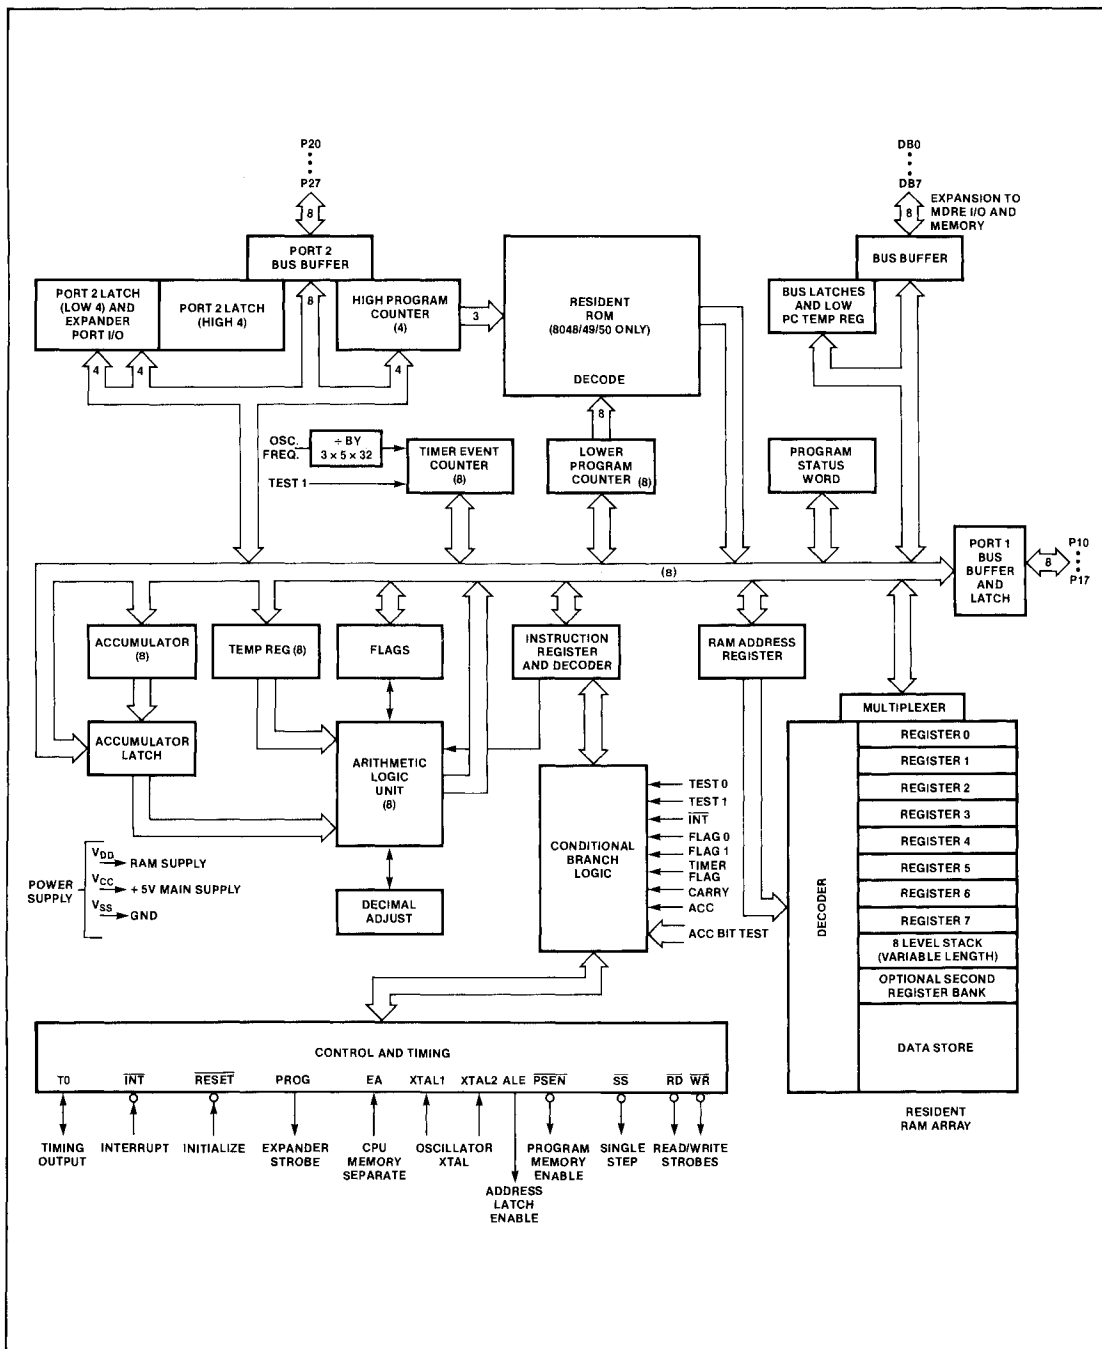 P20
P27
8
PORT 2
BUS BUFFER
PORT 2 LATCH
(LOW 4) AND
EXPANDER
PORT I/O
PORT 2 LATCH
(HIGH 4)
8
HIGH PROGRAM
COUNTER
(4)
3
4
4
4
RESIDENT
ROM
(8048/49/50 ONLY)
DECODE
8
DB0
DB7
8
EXPANSION TO
MDRE I/O AND
MEMORY
BUS BUFFER
BUS LATCHES
AND LOW
PC TEMP REG
OSC.
FREQ.
÷ BY
3 x 5 x 32
TEST 1
TIMER EVENT
COUNTER
(8)
LOWER
PROGRAM
COUNTER (8)
PROGRAM
STATUS
WORD
(8)
PORT 1
BUS
BUFFER
AND
LATCH
8
P10
P17
ACCUMULATOR
(8)
TEMP REG (8)
FLAGS
INSTRUCTION
REGISTER
AND DECODER
RAM ADDRESS
REGISTER
ACCUMULATOR
LATCH
ARITHMETIC
LOGIC
UNIT
(8)
DECIMAL
ADJUST
CONDITIONAL
BRANCH
LOGIC
TEST 0
TEST 1
I̅N̅T̅
FLAG 0
FLAG 1
TIMER
FLAG
CARRY
ACC
ACC BIT TEST
MULTIPLEXER
DECODER
REGISTER 0
REGISTER 1
REGISTER 2
REGISTER 3
REGISTER 4
REGISTER 5
REGISTER 6
REGISTER 7
8 LEVEL STACK
(VARIABLE LENGTH)
OPTIONAL SECOND
REGISTER BANK
DATA STORE
RESIDENT
RAM ARRAY
POWER
SUPPLY
VDD
RAM SUPPLY
VCC
+ 5V MAIN SUPPLY
VSS
GND
CONTROL AND TIMING
T0 I̅N̅T̅ R̅E̅S̅E̅T̅ PROG EA XTAL1 XTAL2 ALE P̅S̅E̅N̅ S̅S̅ R̅D̅ W̅R̅
TIMING
OUTPUT
INTERRUPT
INITIALIZE
EXPANDER
STROBE
CPU
MEMORY
SEPARATE
OSCILLATOR
XTAL
ADDRESS
LATCH
ENABLE
PROGRAM
MEMORY
ENABLE
SINGLE
STEP
READ/WRITE
STROBES